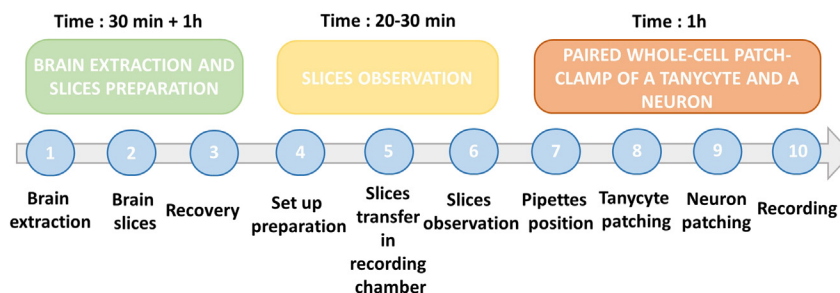 Time : 30 min + 1h
Time : 20-30 min
Time : 1h
BRAIN EXTRACTION AND
SLICES PREPARATION
SLICES OBSERVATION
PAIRED WHOLE-CELL PATCH-
CLAMP OF A TANYCYTE AND A
NEURON
1
2
3
4
5
6
7
8
9
10
Brain
extraction
Brain
slices
Recovery
Set up
preparation
Slices
transfer
in
recording
chamber
Slices
observation
Pipettes
position
Tanycyte
patching
Neuron
patching
Recording